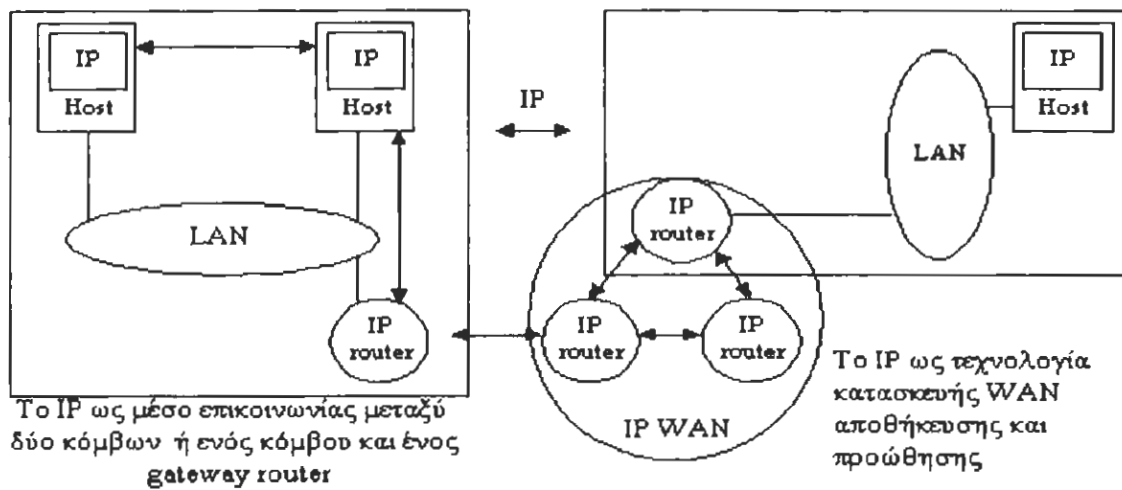 IP
Host
IP
Host
LAN
IP
router
Το IP ως μέσο επικοινωνίας μεταξύ
δύο κόμβων ή ενός κόμβου και ένος
gateway router
IP
IP
Host
LAN
IP
router
IP
router
IP
router
IP WAN
Το IP ως τεχνολογία
κατασκευής WAN
αποθήκευσης και
προώθησης